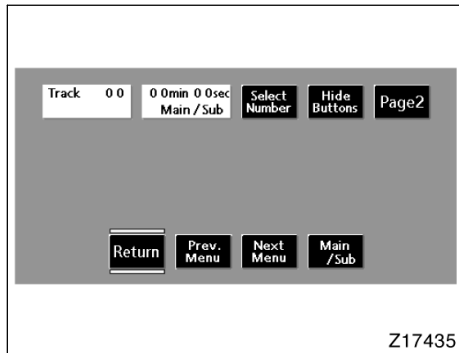 Track 0 0 0 0min 0 0sec Select Hide Page2
Main / Sub Number Buttons
Return Prev. Next Main
Menu Menu /Sub
Z17435